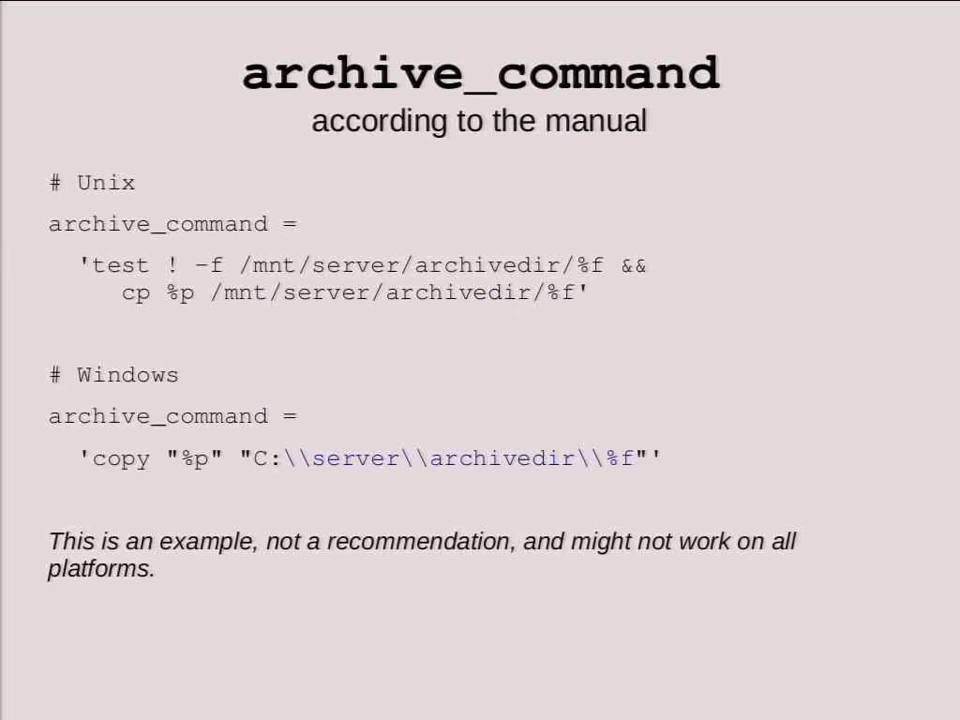 archive_command
according to the manual
# Unix
archive_command =
'test ! -f /mnt/server/archivedir/%f &&
cp %p /mnt/server/archivedir/%f'
# Windows
archive_command =
'copy "%p" "C:\\server\\archivedir\\%f"'
This is an example, not a recommendation, and might not work on all
platforms.